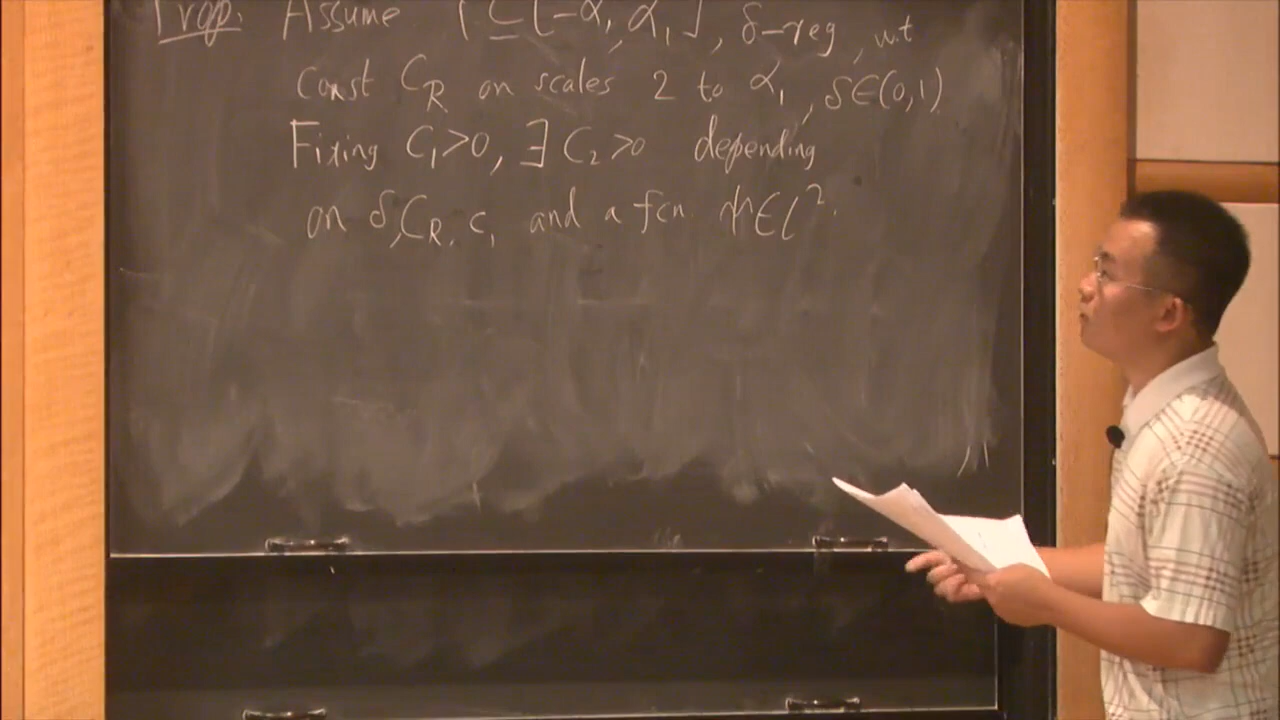 Prop. Assume Y ⊆ [-α₁, α₁], δ-reg, w.t
const C_R on scales 2 to α₁, δ∈(0,1)
Fixing C₁>0, ∃ C₂>0 depending
on δ, C_R, C₁ and a fcn ψ∈L².